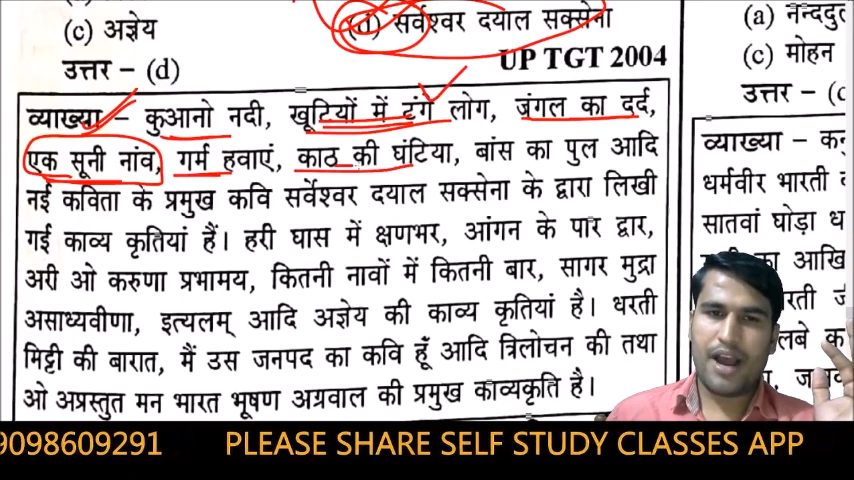 (c) अज्ञेय
(d) सर्वेश्वर दयाल सक्सेना
उत्तर – (d)
UP TGT 2004
व्याख्या – कुआनो नदी, खूटियों में टंगे लोग, जंगल का दर्द,
एक सूनी नांव, गर्म हवाएं, काठ की घंटिया, बांस का पुल आदि
नई कविता के प्रमुख कवि सर्वेश्वर दयाल सक्सेना के द्वारा लिखी
गई काव्य कृतियां हैं। हरी घास में क्षणभर, आंगन के पार द्वार,
अरी ओ करुणा प्रभामय, कितनी नावों में कितनी बार, सागर मुद्रा
असाध्यवीणा, इत्यलम् आदि अज्ञेय की काव्य कृतियां है। धरती
मिट्टी की बारात, मैं उस जनपद का कवि हूँ आदि त्रिलोचन की तथा
ओ अप्रस्तुत मन भारत भूषण अग्रवाल की प्रमुख काव्यकृति है।
(a)
(c) मोहन
उत्तर –
व्याख्या –
धर्मवीर भारती
सातवां घोड़ा
9098609291 PLEASE SHARE SELF STUDY CLASSES APP